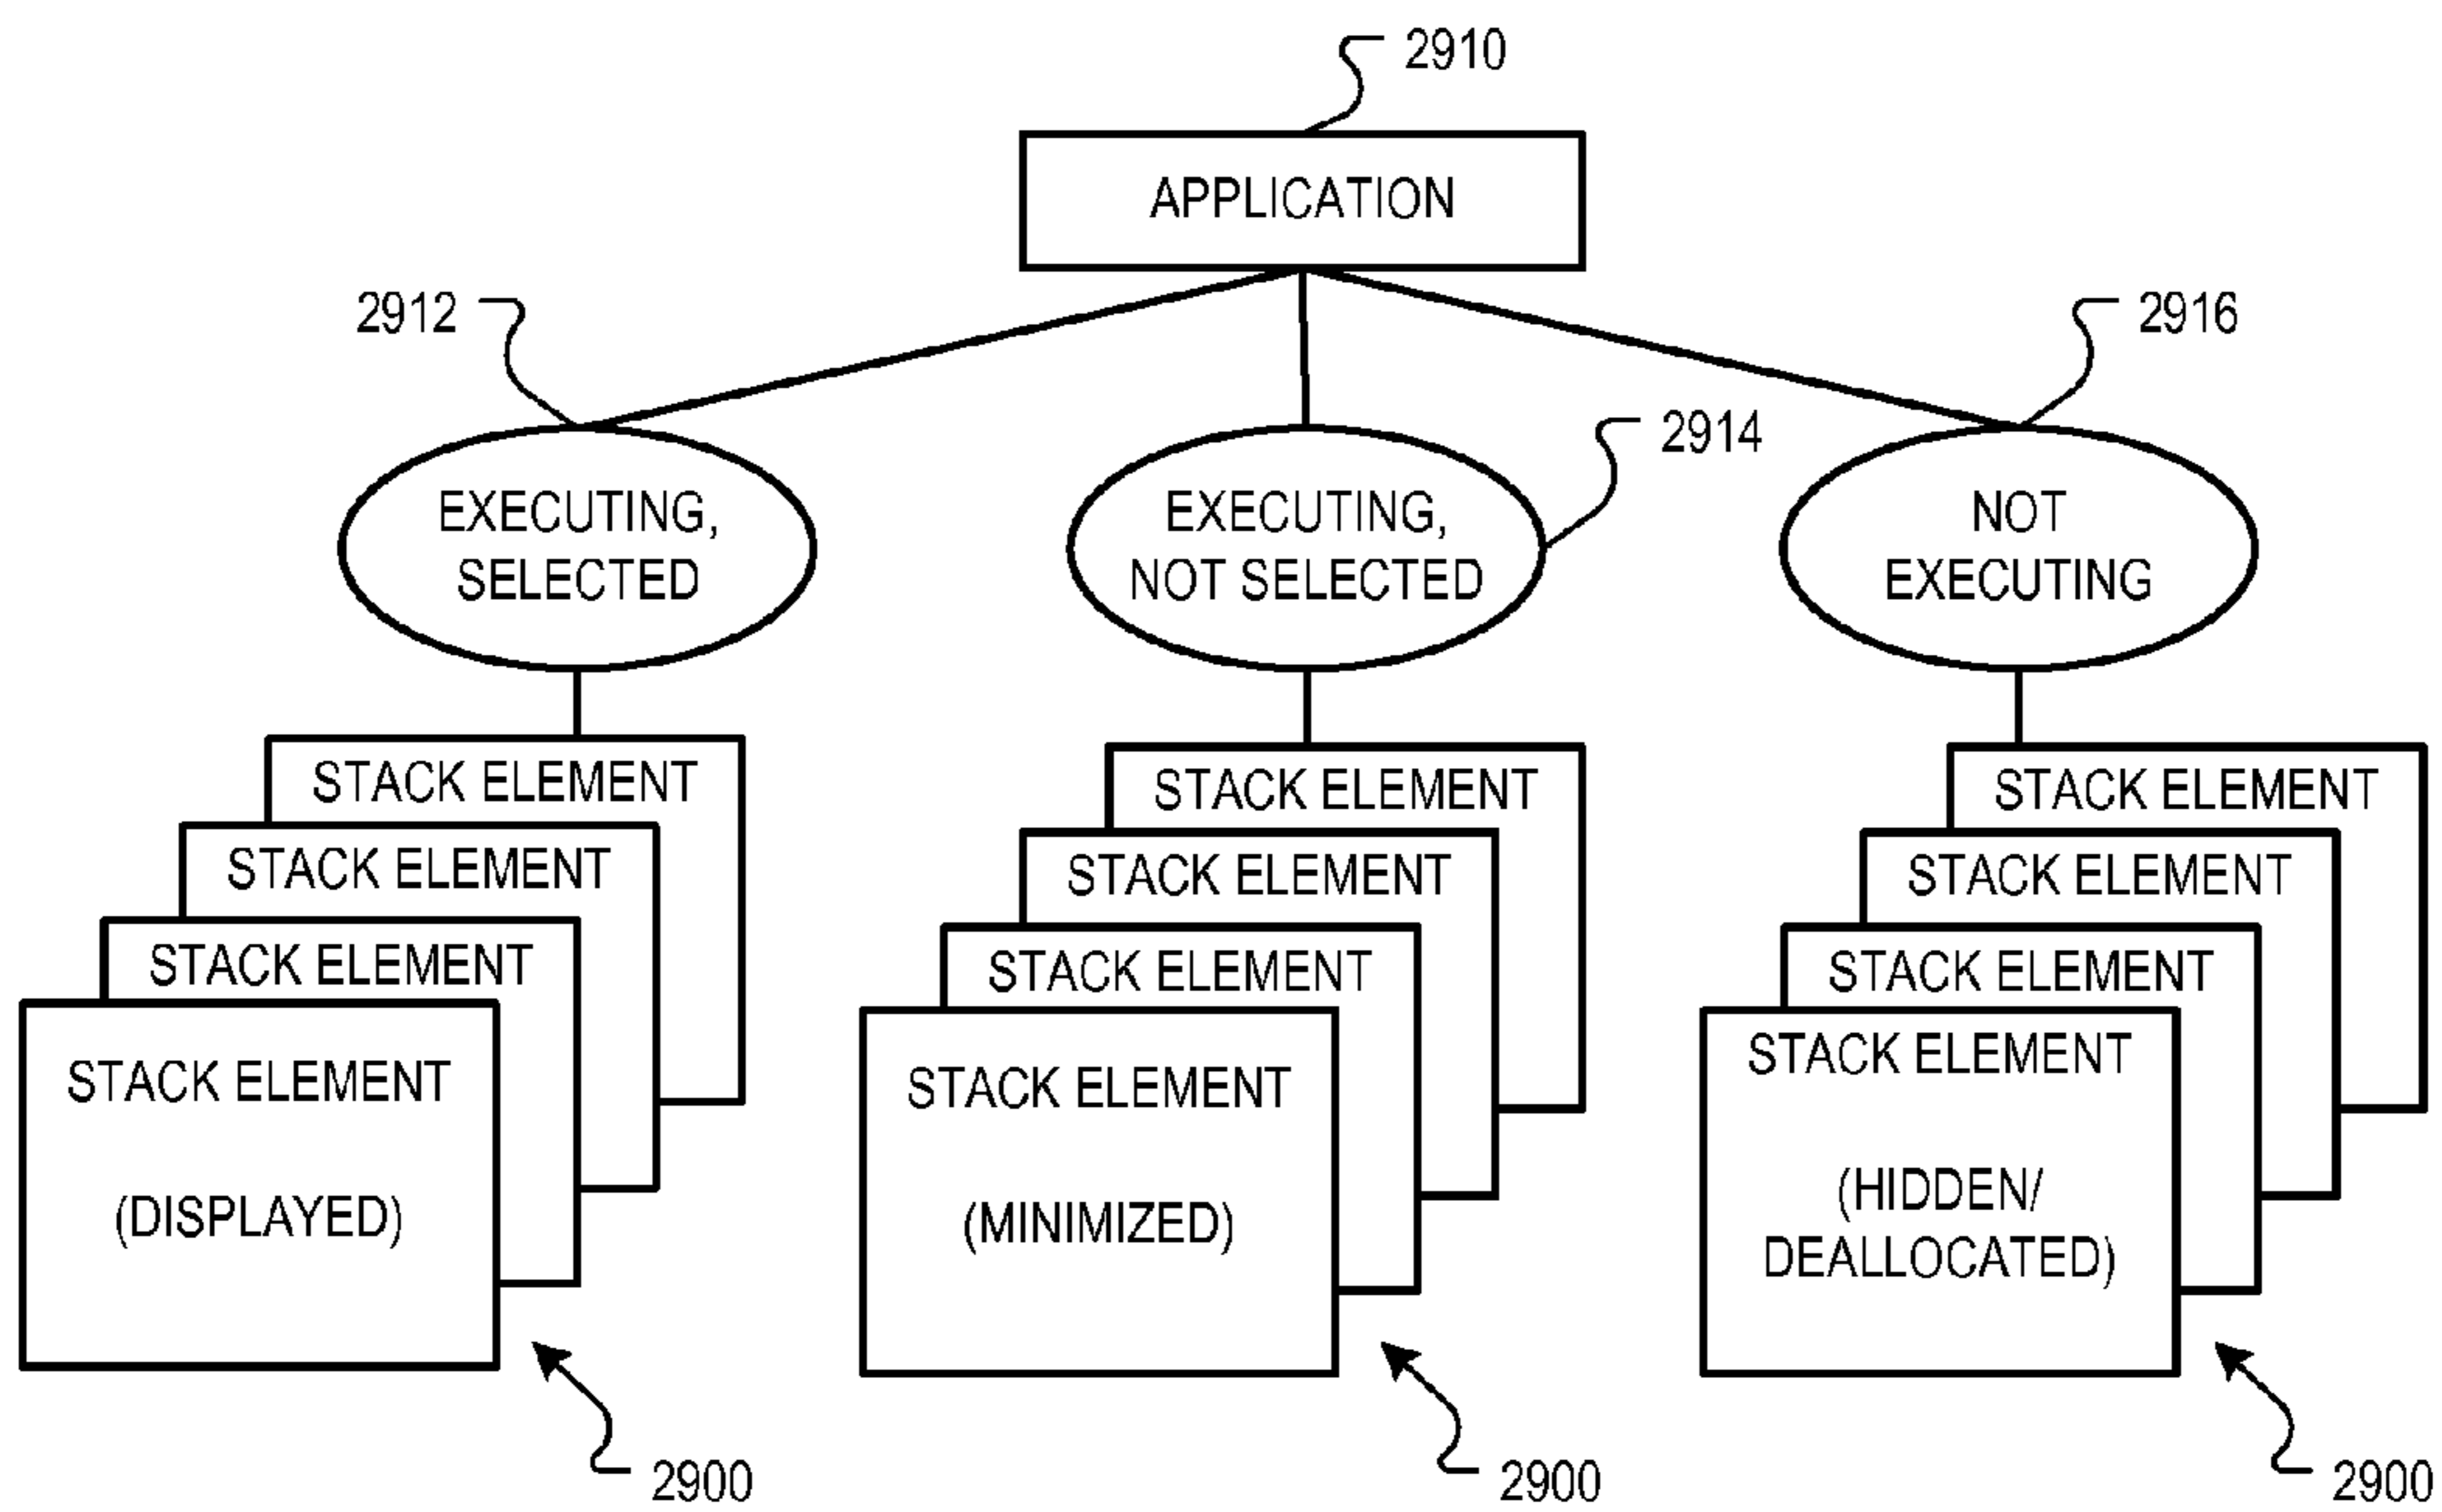 2910
APPLICATION
2912
2916
2914
EXECUTING,
SELECTED
EXECUTING,
NOT SELECTED
NOT
EXECUTING
STACK ELEMENT
STACK ELEMENT
STACK ELEMENT
STACK ELEMENT
(DISPLAYED)
2900
STACK ELEMENT
STACK ELEMENT
STACK ELEMENT
STACK ELEMENT
(MINIMIZED)
2900
STACK ELEMENT
STACK ELEMENT
STACK ELEMENT
STACK ELEMENT
(HIDDEN/
DEALLOCATED)
2900